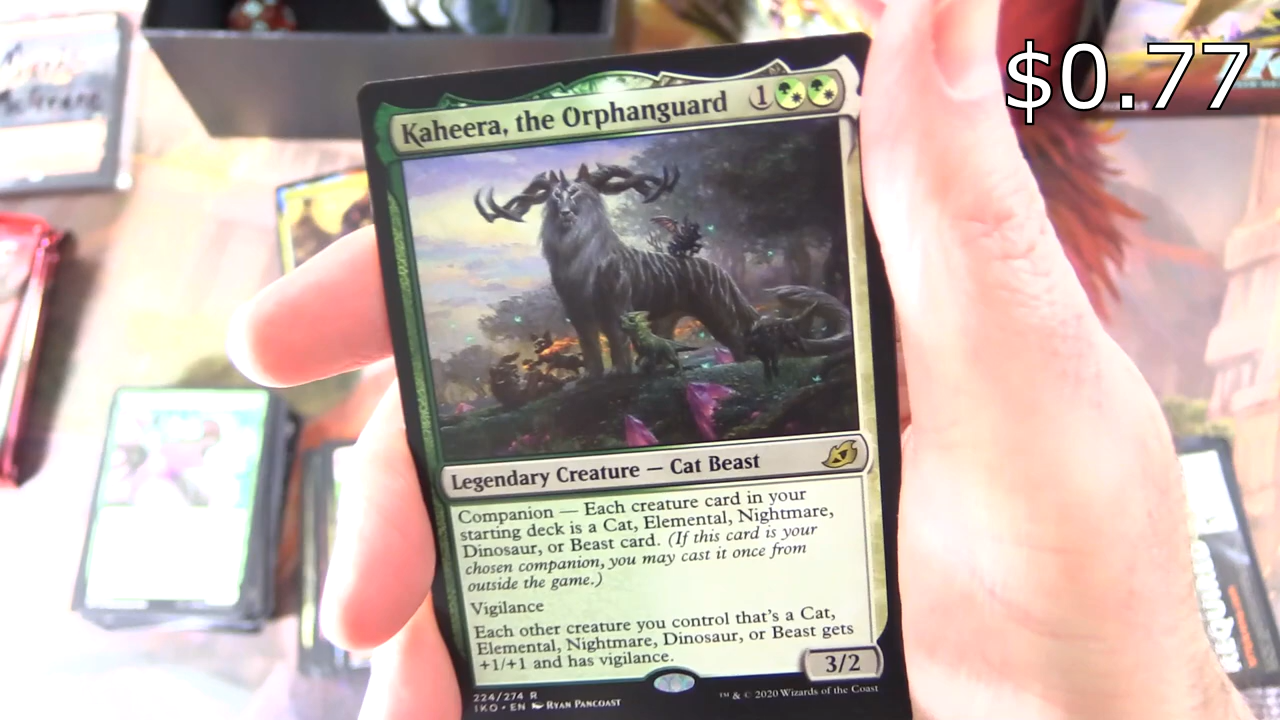 $0.77
Kaheera, the Orphanguard 1
Legendary Creature — Cat Beast
Companion — Each creature card in your
starting deck is a Cat, Elemental, Nightmare,
Dinosaur, or Beast card. (If this card is your
chosen companion, you may cast it once from
outside the game.)
Vigilance
Each other creature you control that's a Cat,
Elemental, Nightmare, Dinosaur, or Beast gets
+1/+1 and has vigilance.
3/2
224/274 R
IKO • EN Ryan Pancoast
™ & © 2020 Wizards of the Coast